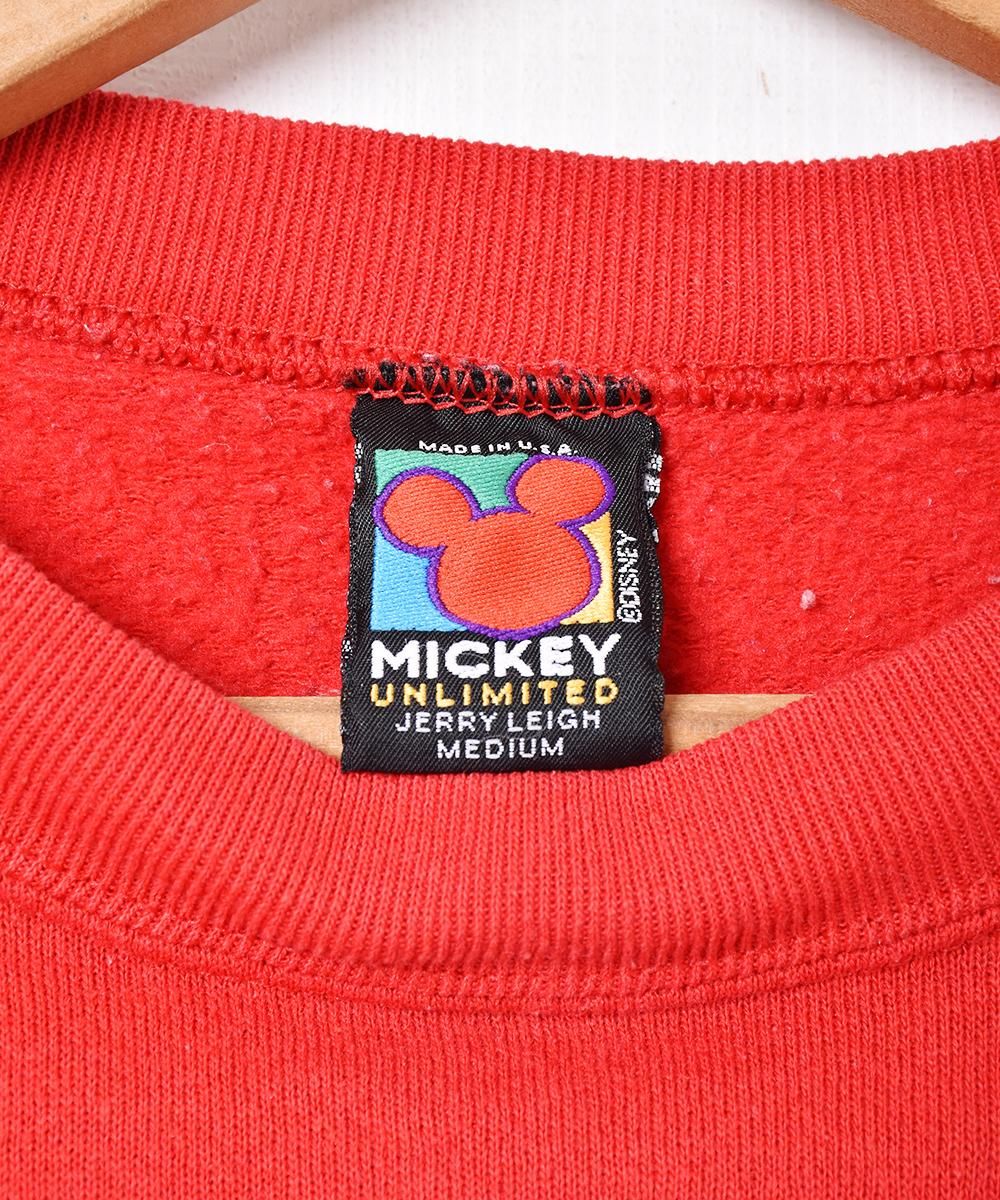 MADE IN U.S.A.
©DISNEY
MICKEY
UNLIMITED
JERRY LEIGH
MEDIUM